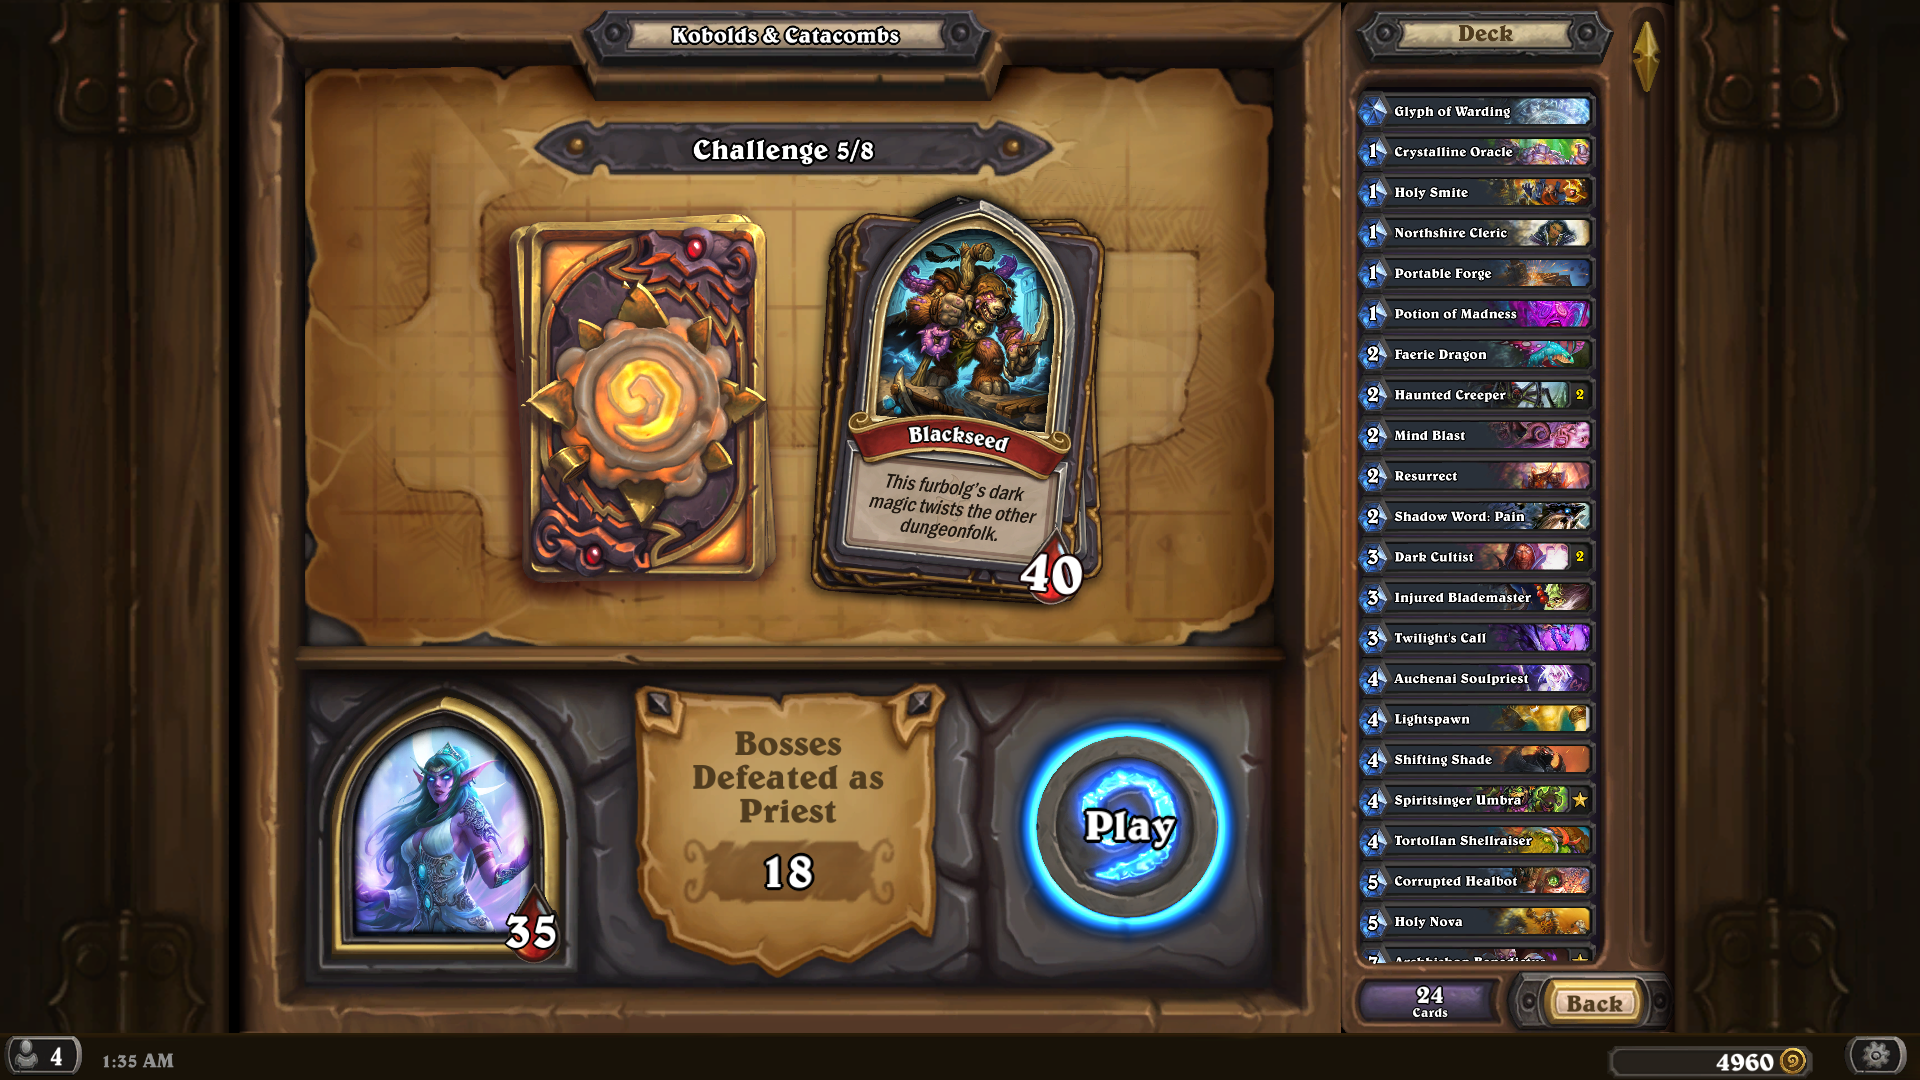 Kobolds & Catacombs
Challenge 5/8
Blackseed
This furbolg's dark
magic twists the other
dungeonfolk.
40
35
Bosses
Defeated as
Priest
18
Play
Deck
Glyph of Warding
1 Crystalline Oracle
1 Holy Smite
1 Northshire Cleric
1 Portable Forge
1 Potion of Madness
2 Faerie Dragon
2 Haunted Creeper 2
2 Mind Blast
2 Resurrect
2 Shadow Word: Pain
3 Dark Cultist 2
3 Injured Blademaster
3 Twilight's Call
4 Auchenai Soulpriest
4 Lightspawn
4 Shifting Shade
4 Spiritsinger Umbra
4 Tortollan Shellraiser
5 Corrupted Healbot
5 Holy Nova
7 Archbishop Benedictus
24
Cards
Back
4
1:35 AM
4960